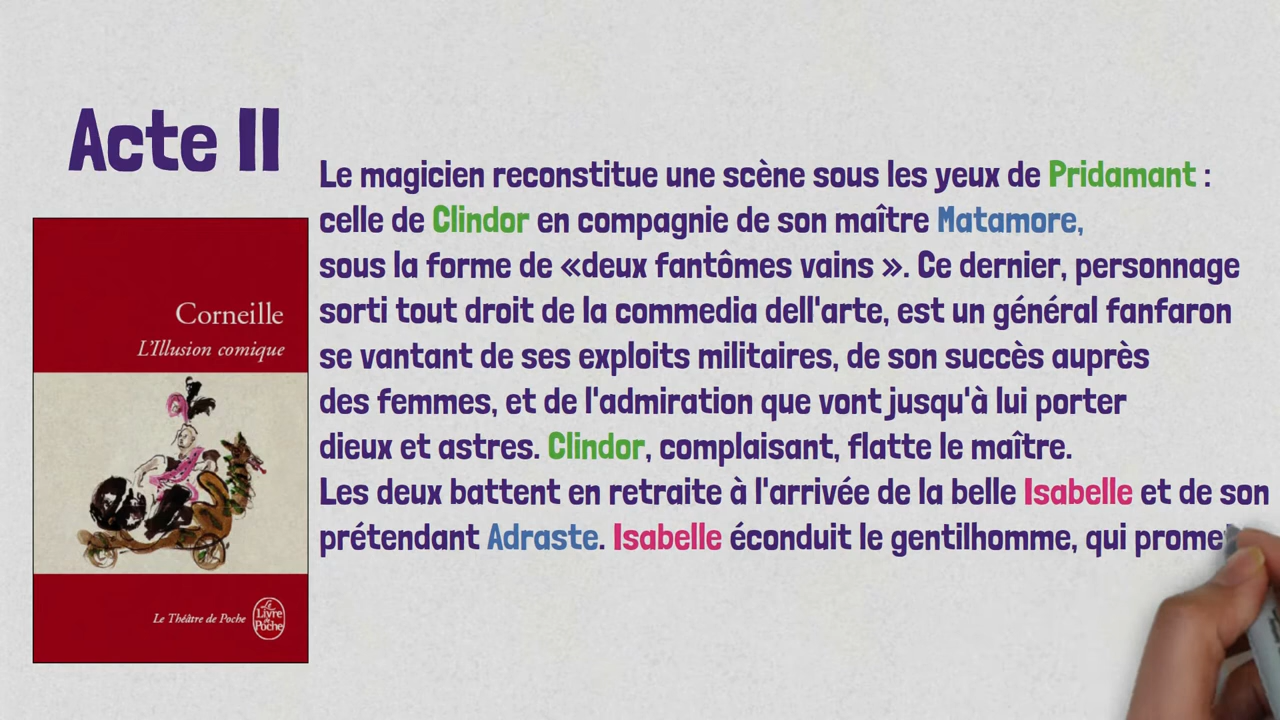 Acte II
Le magicien reconstitue une scène sous les yeux de Pridamant :
celle de Clindor en compagnie de son maître Matamore,
sous la forme de «deux fantômes vains ». Ce dernier, personnage
sorti tout droit de la commedia dell'arte, est un général fanfaron
se vantant de ses exploits militaires, de son succès auprès
des femmes, et de l'admiration que vont jusqu'à lui porter
dieux et astres. Clindor, complaisant, flatte le maître.
Les deux battent en retraite à l'arrivée de la belle Isabelle et de son
prétendant Adraste. Isabelle éconduit le gentilhomme, qui promet
Corneille
L'Illusion comique
Le Théâtre de Poche
Le
Livre
de
Poche